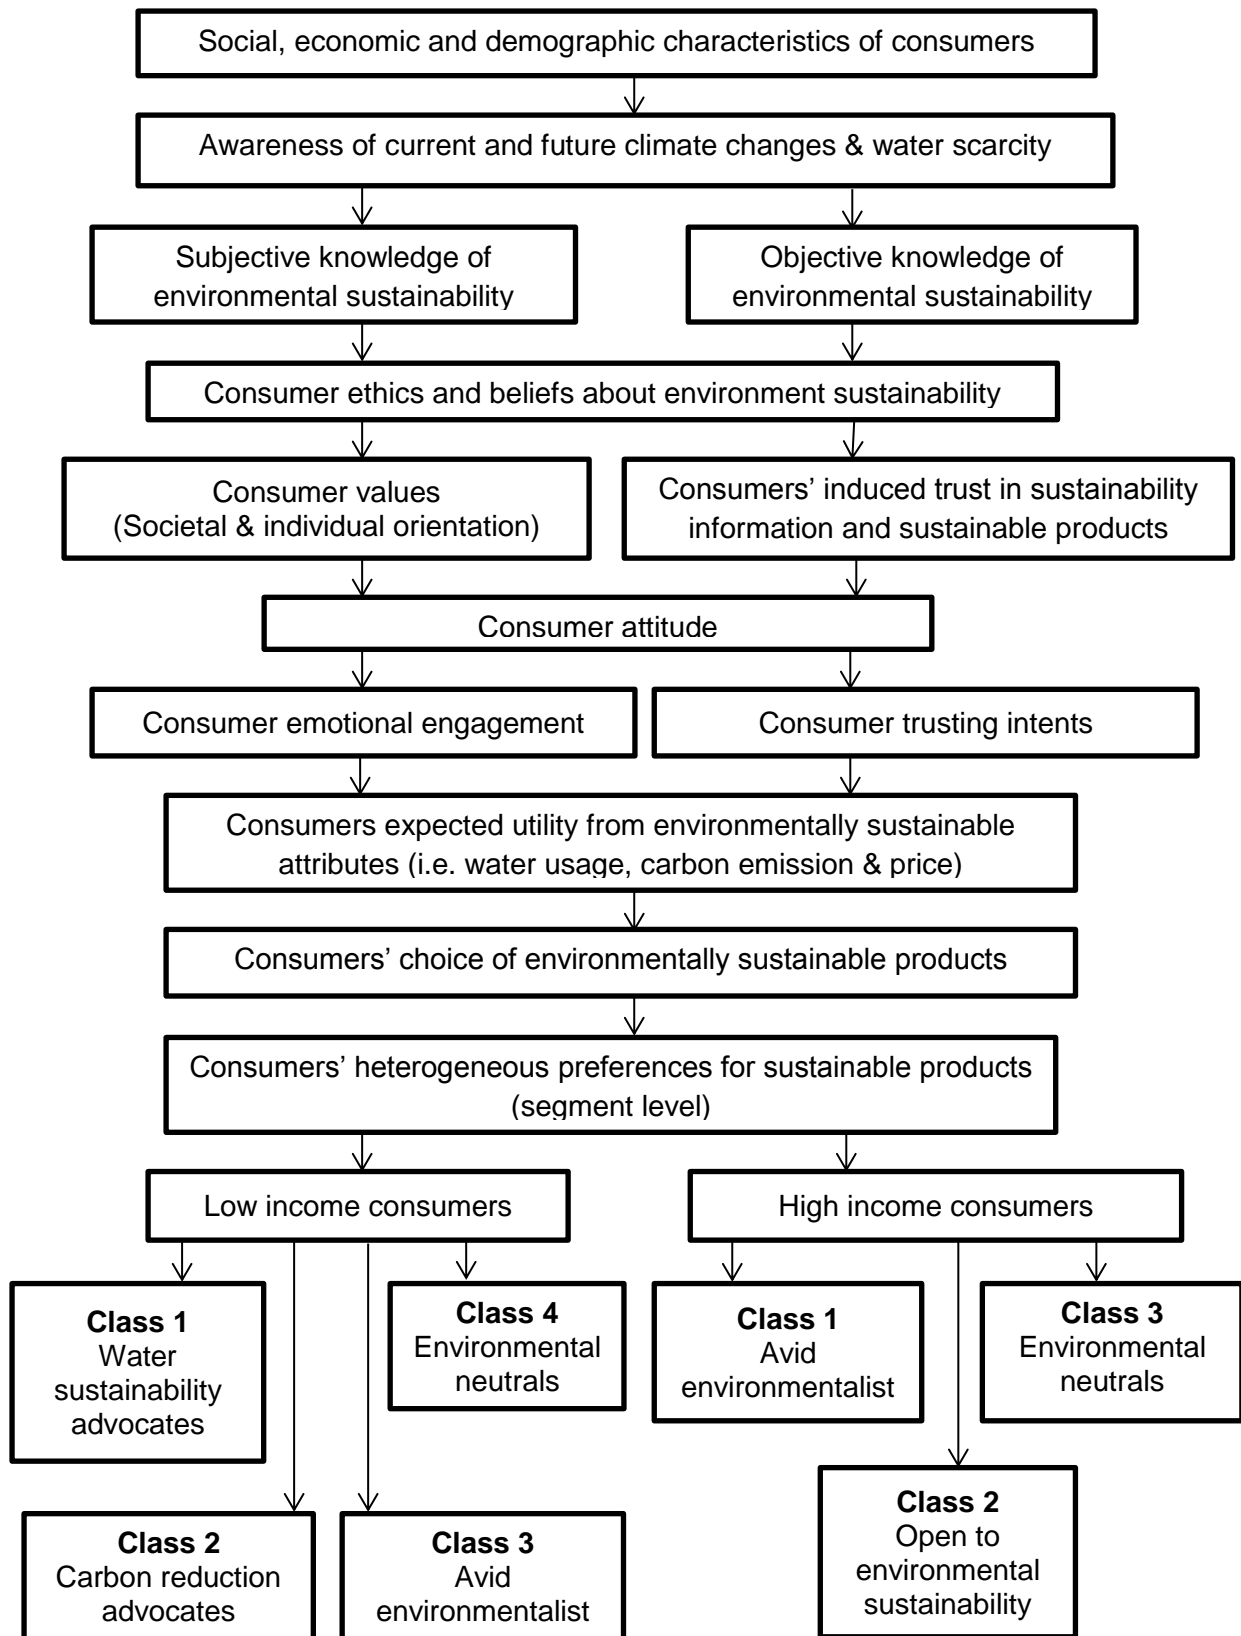 Social, economic and demographic characteristics of consumers
Awareness of current and future climate changes & water scarcity
Subjective knowledge of
environmental sustainability
Objective knowledge of
environmental sustainability
Consumer ethics and beliefs about environment sustainability
Consumer values
(Societal & individual orientation)
Consumers’ induced trust in sustainability
information and sustainable products
Consumer attitude
Consumer emotional engagement
Consumer trusting intents
Consumers expected utility from environmentally sustainable
attributes (i.e. water usage, carbon emission & price)
Consumers’ choice of environmentally sustainable products
Consumers’ heterogeneous preferences for sustainable products
(segment level)
Low income consumers
High income consumers
Class 1
Water
sustainability
advocates
Class 4
Environmental
neutrals
Class 1
Avid
environmentalist
Class 3
Environmental
neutrals
Class 2
Carbon reduction
advocates
Class 3
Avid
environmentalist
Class 2
Open to
environmental
sustainability